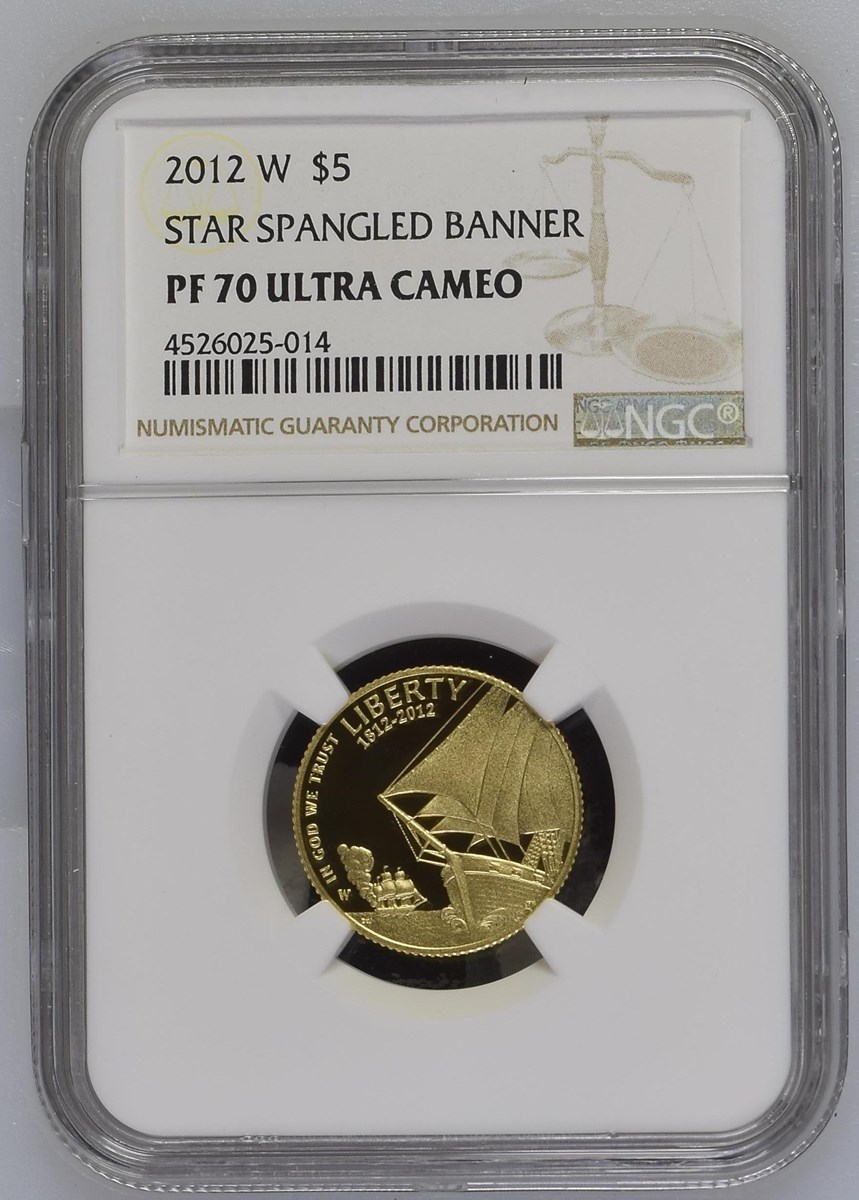 2012 W $5
STAR SPANGLED BANNER
PF 70 ULTRA CAMEO
4526025-014
NUMISMATIC GUARANTY CORPORATION
NGC®
LIBERTY
1812-2012
IN GOD WE TRUST
W